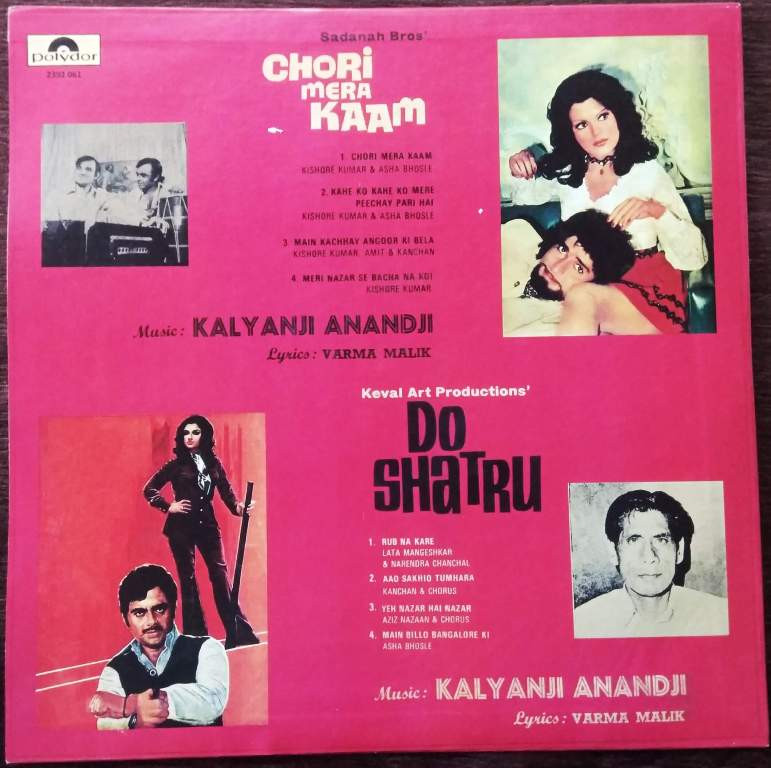 Polydor
2392 061
Sadanah Bros'
CHORI
MERA
KAAM
1. CHORI MERA KAAM
KISHORE KUMAR & ASHA BHOSLE
2. KAHE KO KAHE KO MERE
PEECHAY PARI HAI
KISHORE KUMAR & ASHA BHOSLE
3 MAIN KACHHAY ANGOOR KI BELA
KISHORE KUMAR, AMIT & KANCHAN
4. MERI NAZAR SE BACHA NA KOI
KISHORE KUMAR
Music: KALYANJI ANANDJI
Lyrics: VARMA MALIK
Keval Art Productions'
DO
SHATRU
1. RUB NA KARE
LATA MANGESHKAR
& NARENDRA CHANCHAL
2. AAO SAKHIO TUMHARA
KANCHAN & CHORUS
3. YEH NAZAR HAI NAZAR
AZIZ NAZAAN & CHORUS
4. MAIN BILLO BANGALORE KI
ASHA BHOSLE
Music: KALYANJI ANANDJI
Lyrics: VARMA MALIK